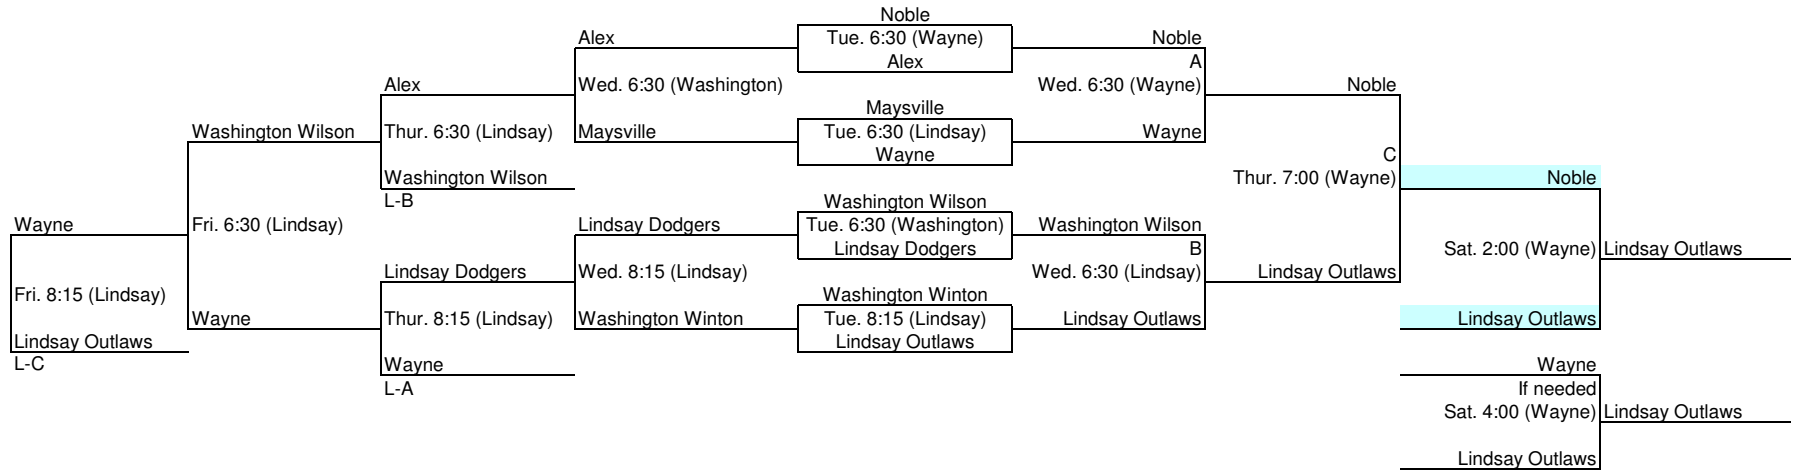 Noble
Alex
Tue. 6:30 (Wayne)
Noble
Alex
A
Alex
Wed. 6:30 (Washington)
Wed. 6:30 (Wayne)
Noble
Maysville
Washington Wilson
Thur. 6:30 (Lindsay)
Maysville
Tue. 6:30 (Lindsay)
Wayne
Wayne
C
Washington Wilson
Thur. 7:00 (Wayne)
Noble
L-B
Washington Wilson
Wayne
Fri. 6:30 (Lindsay)
Lindsay Dodgers
Tue. 6:30 (Washington)
Washington Wilson
Lindsay Dodgers
B
Sat. 2:00 (Wayne)
Lindsay Outlaws
Lindsay Dodgers
Wed. 8:15 (Lindsay)
Wed. 6:30 (Lindsay)
Lindsay Outlaws
Fri. 8:15 (Lindsay)
Washington Winton
Wayne
Thur. 8:15 (Lindsay)
Washington Winton
Tue. 8:15 (Lindsay)
Lindsay Outlaws
Lindsay Outlaws
Lindsay Outlaws
Lindsay Outlaws
L-C
Wayne
Wayne
L-A
If needed
Sat. 4:00 (Wayne)
Lindsay Outlaws
Lindsay Outlaws